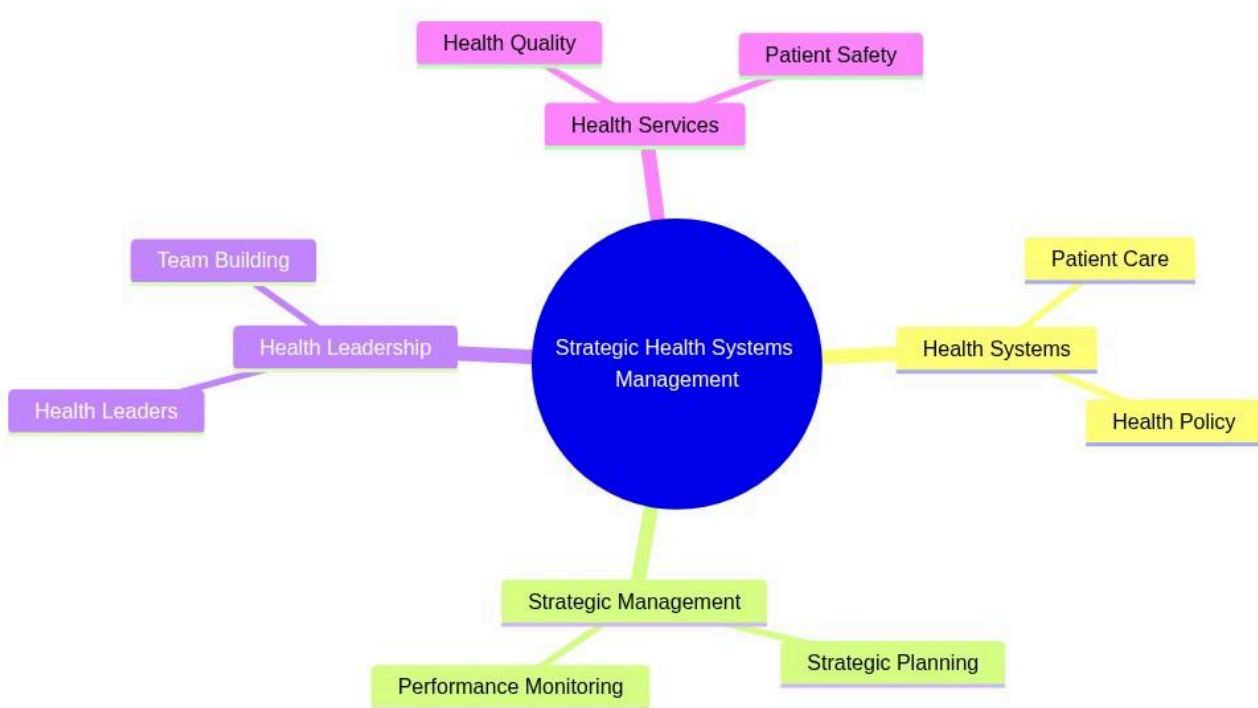 Health Quality
Patient Safety
Health Services
Team Building
Patient Care
Health Leadership
Strategic Health Systems
Management
Health Systems
Health Leaders
Health Policy
Strategic Management
Strategic Planning
Performance Monitoring